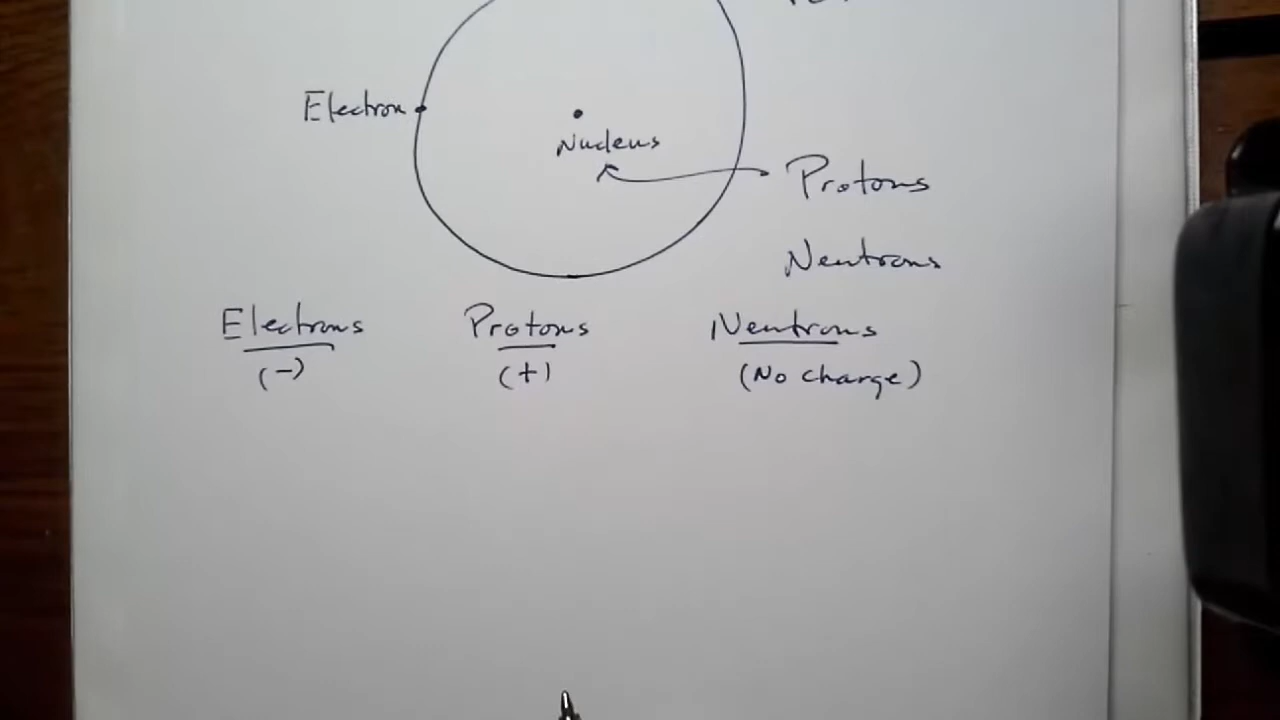 Electron
Nucleus
Protons
Neutrons
Electrons Protons Neutrons
(-) (+) (No charge)